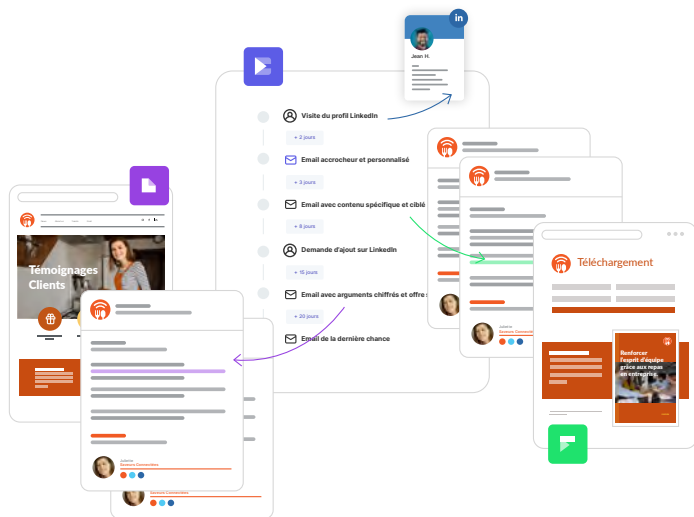 in
Jean H.
Visite du profil LinkedIn
+ 2 jours
Email accrocheur et personnalisé
+ 3 jours
Email avec contenu spécifique et ciblé
+ 8 jours
Demande d'ajout sur LinkedIn
+ 15 jours
Email avec arguments chiffrés et offre
+ 20 jours
Email de la dernière chance
Témoignages
Clients
Téléchargement
Renforcer
l'esprit d'équipe
grâce aux repas
en entreprise